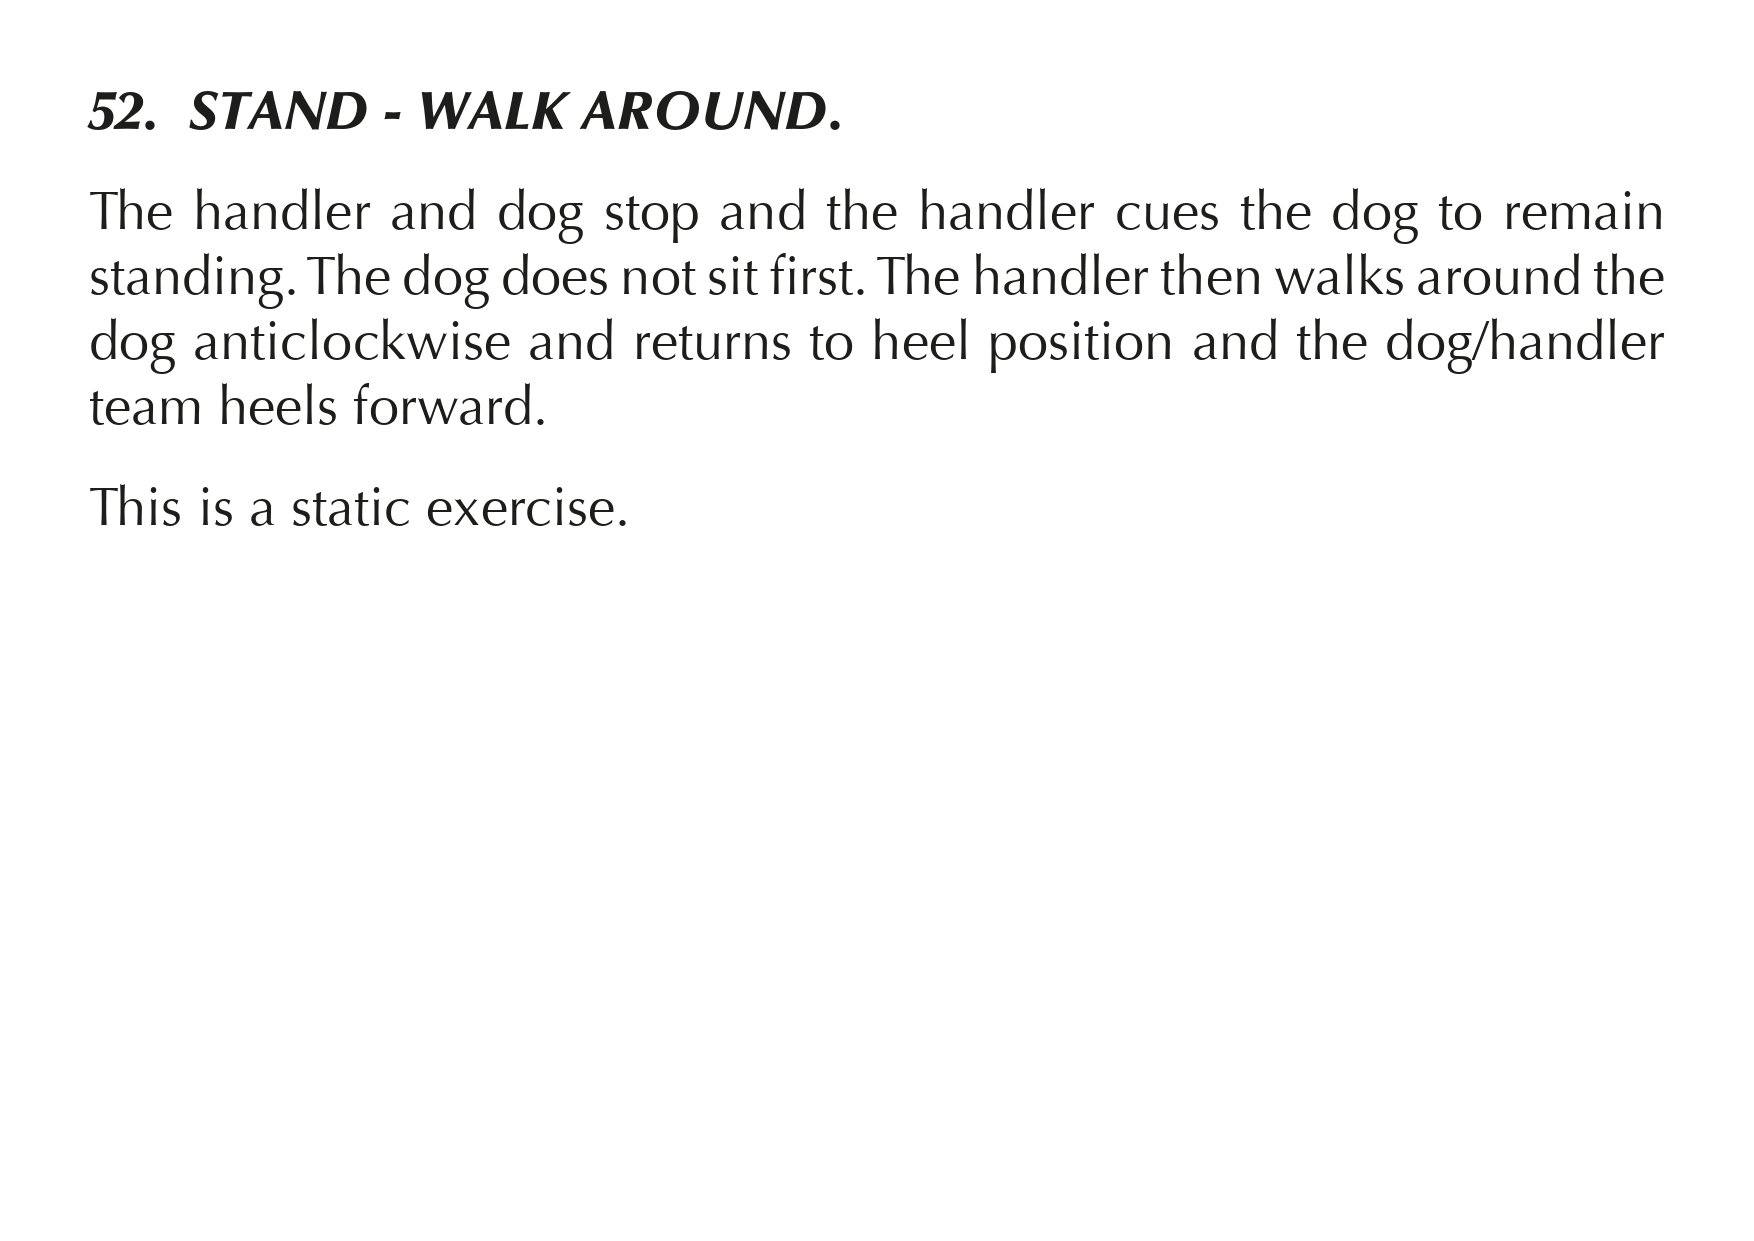 52. STAND - WALK AROUND.
The handler and dog stop and the handler cues the dog to remain
standing. The dog does not sit first. The handler then walks around the
dog anticlockwise and returns to heel position and the dog/handler
team heels forward.
This is a static exercise.